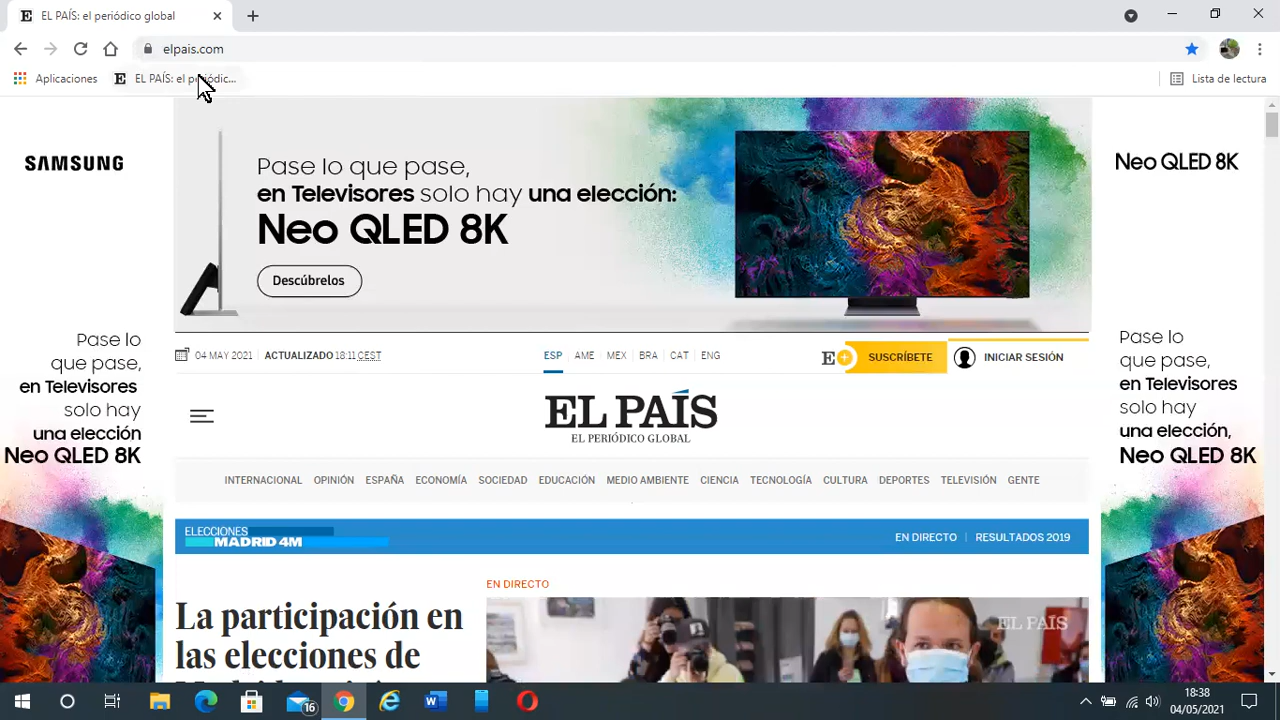 EL PAÍS: el periódico global
elpais.com
Aplicaciones
EL PAÍS: el periódic...
Lista de lectura
SAMSUNG
Pase lo que pase,
en Televisores solo hay una elección:
Neo QLED 8K
Descúbrelos
Neo QLED 8K
04 MAY 2021 | ACTUALIZADO 18:11 CEST
ESP AME MEX BRA CAT ENG
E+ SUSCRÍBETE
INICIAR SESIÓN
EL PAÍS
EL PERIÓDICO GLOBAL
Pase lo
que pase,
en Televisores
solo hay
una elección
Neo QLED 8K
Pase lo
que pase,
en Televisores
solo hay
una elección,
Neo QLED 8K
INTERNACIONAL OPINIÓN ESPAÑA ECONOMÍA SOCIEDAD EDUCACIÓN MEDIO AMBIENTE CIENCIA TECNOLOGÍA CULTURA DEPORTES TELEVISIÓN GENTE
ELECCIONES
MADRID 4M
EN DIRECTO | RESULTADOS 2019
EN DIRECTO
La participación en
las elecciones de
EL PAÍS
16
18:38
04/05/2021